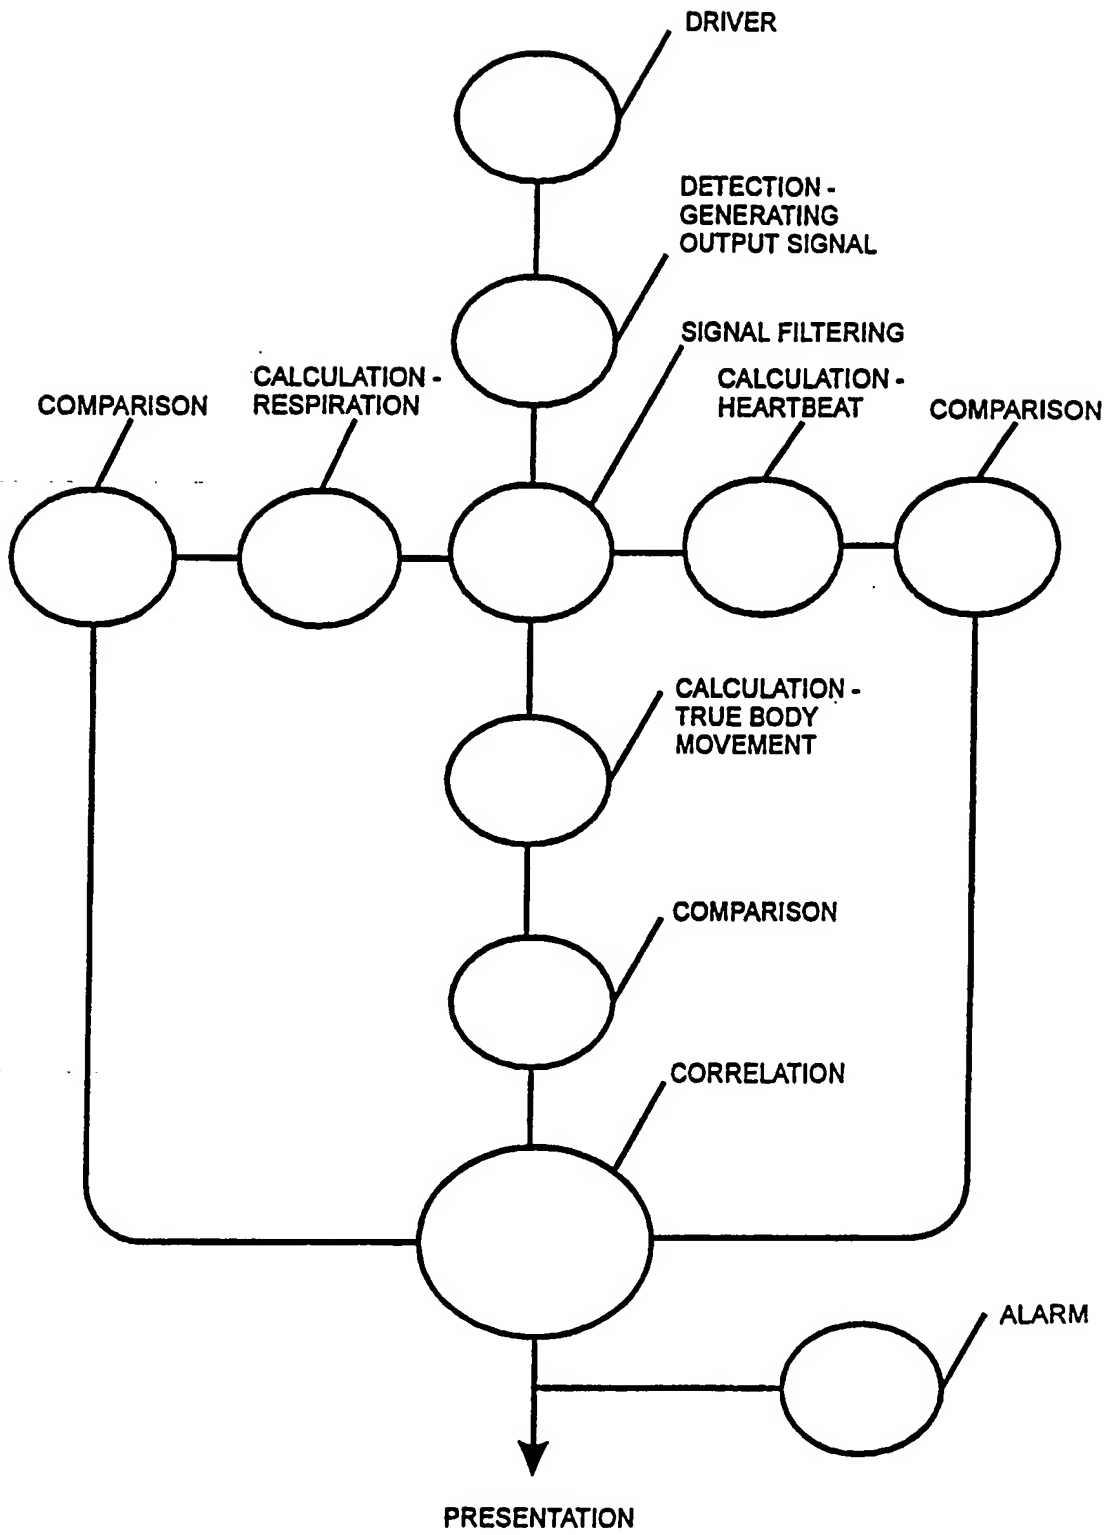 DRIVER
DETECTION -
GENERATING
OUTPUT SIGNAL
SIGNAL FILTERING
COMPARISON
CALCULATION -
RESPIRATION
CALCULATION -
HEARTBEAT
COMPARISON
CALCULATION -
TRUE BODY
MOVEMENT
COMPARISON
CORRELATION
ALARM
PRESENTATION